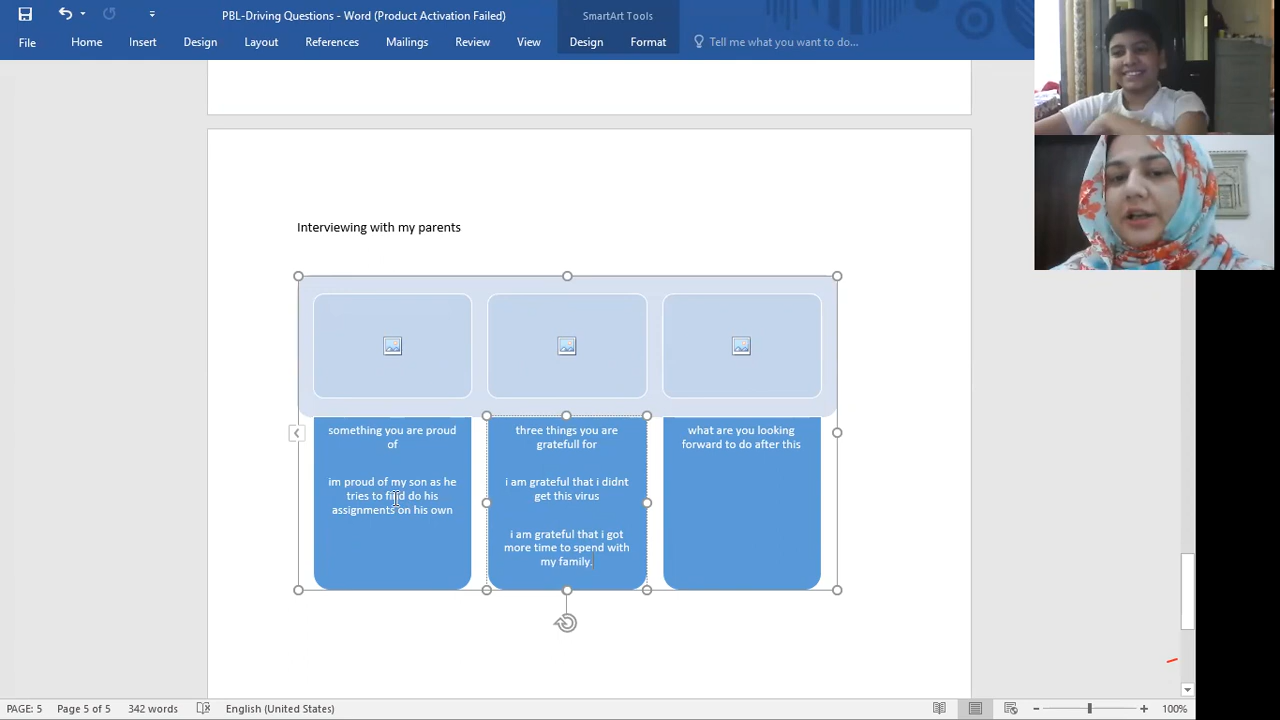 PBL-Driving Questions - Word (Product Activation Failed)
SmartArt Tools
File
Home
Insert
Design
Layout
References
Mailings
Review
View
Design
Format
Tell me what you want to do...
Interviewing with my parents
something you are proud
of
im proud of my son as he
tries to find do his
assignments on his own
three things you are
gratefull for
i am grateful that i didnt
get this virus
i am grateful that i got
more time to spend with
my family.
what are you looking
forward to do after this
PAGE: 5
Page 5 of 5
342 words
English (United States)
100%